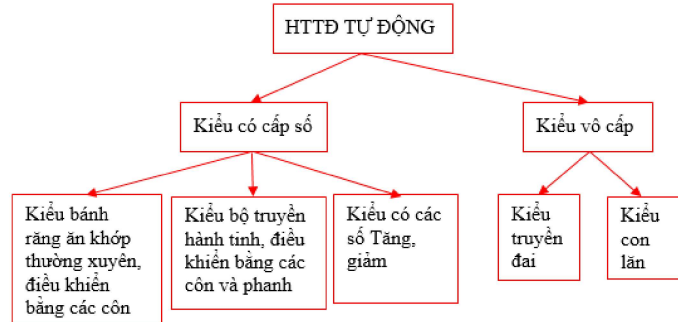 HTTĐ TỰ ĐỘNG
Kiểu có cấp số
Kiểu vô cấp
Kiểu bánh
răng ăn khớp
thường xuyên,
điều khiển
bằng các côn
Kiểu bộ truyền
hành tinh, điều
khiển bằng các
côn và phanh
Kiểu có các
số Tăng,
giảm
Kiểu
truyền
đai
Kiểu
con
lăn